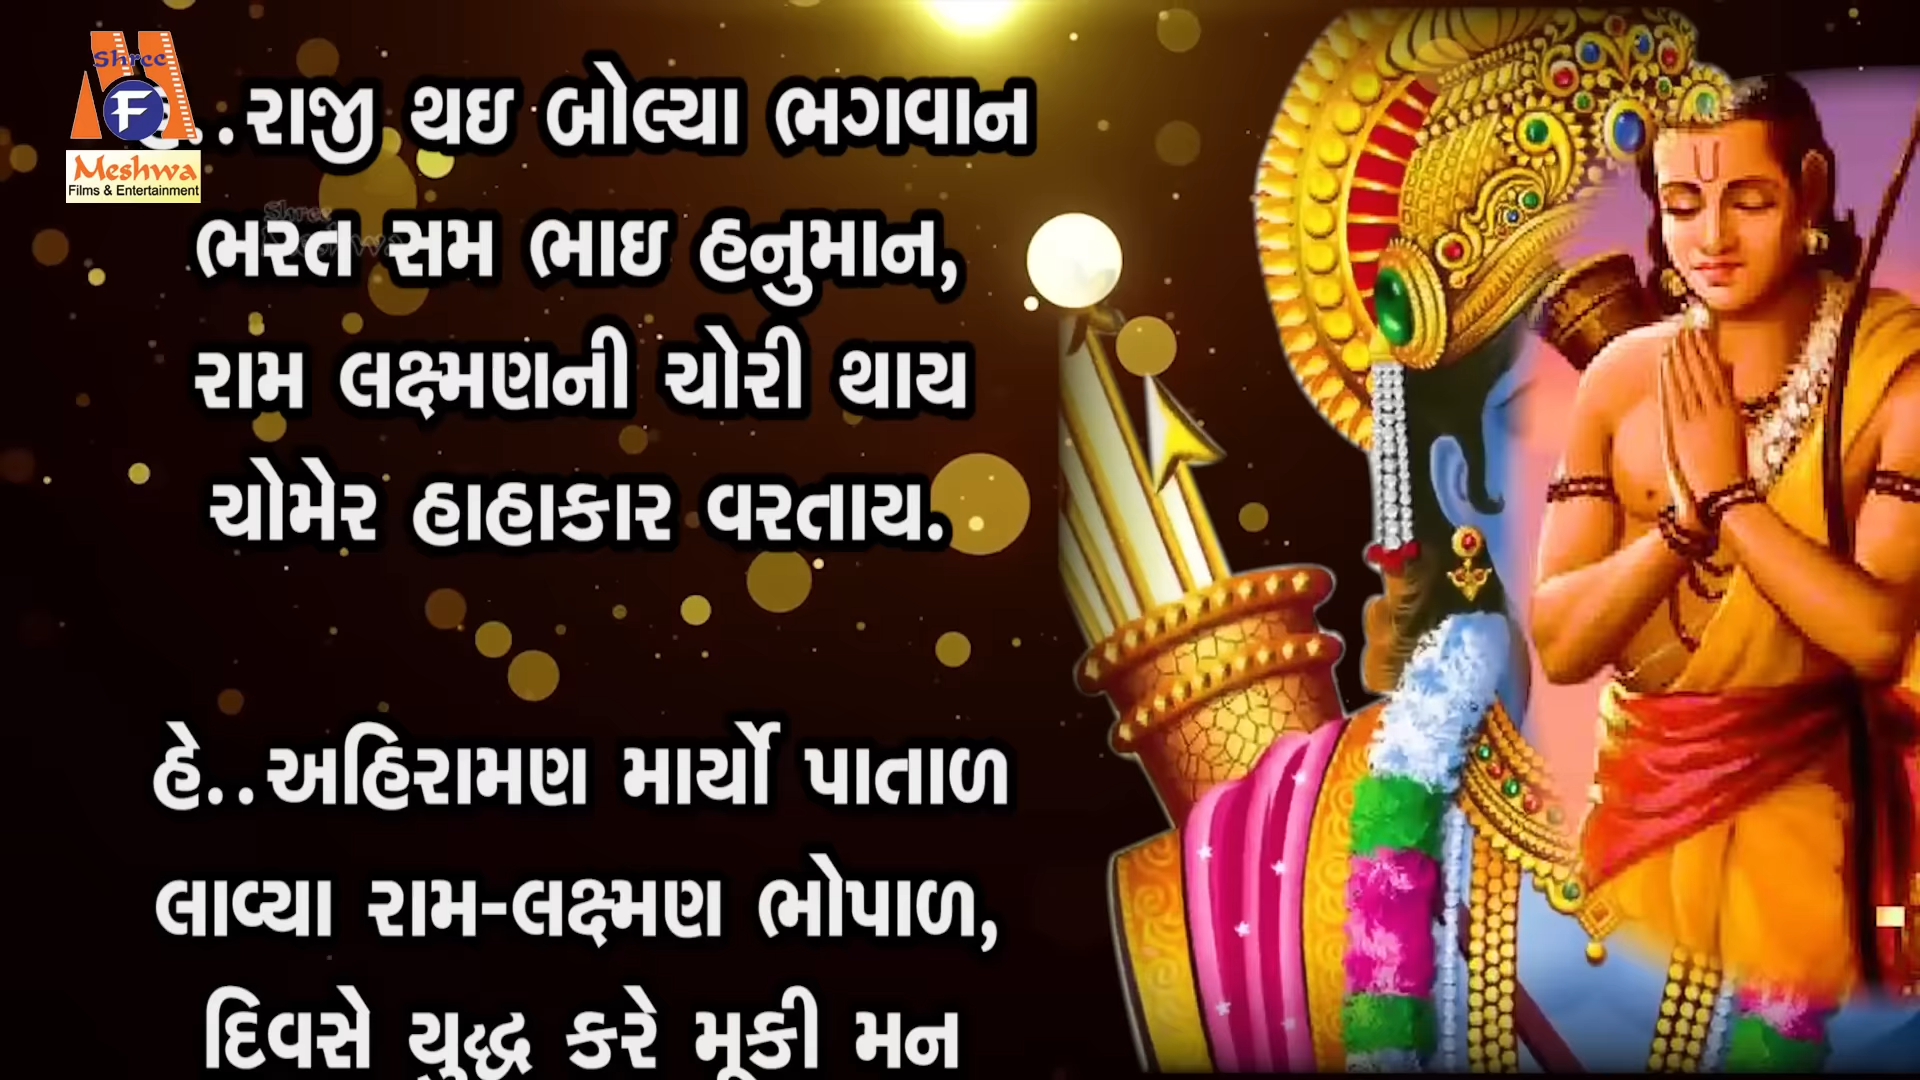 Shree
F
Meshwa
Films & Entertainment
હે..રાજી થઇ બોલ્યા ભગવાન
ભરત સમ ભાઇ હનુમાન,
રામ લક્ષ્મણની ચોરી થાય
ચોમેર હાહાકાર વરતાય.
હે..અહિરામણ માર્યો પાતાળ
લાવ્યા રામ-લક્ષ્મણ ભોપાળ,
દિવસે યુદ્ધ કરે મૂકી મન